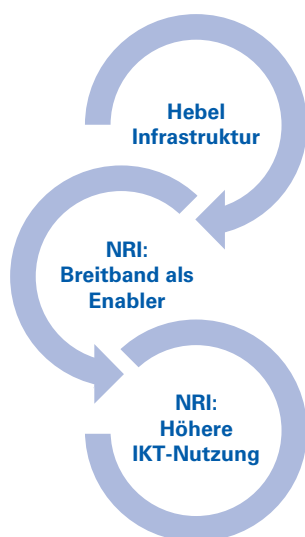 Hebel
Infrastruktur
NRI:
Breitband als
Enabler
NRI:
Höhere
IKT-Nutzung